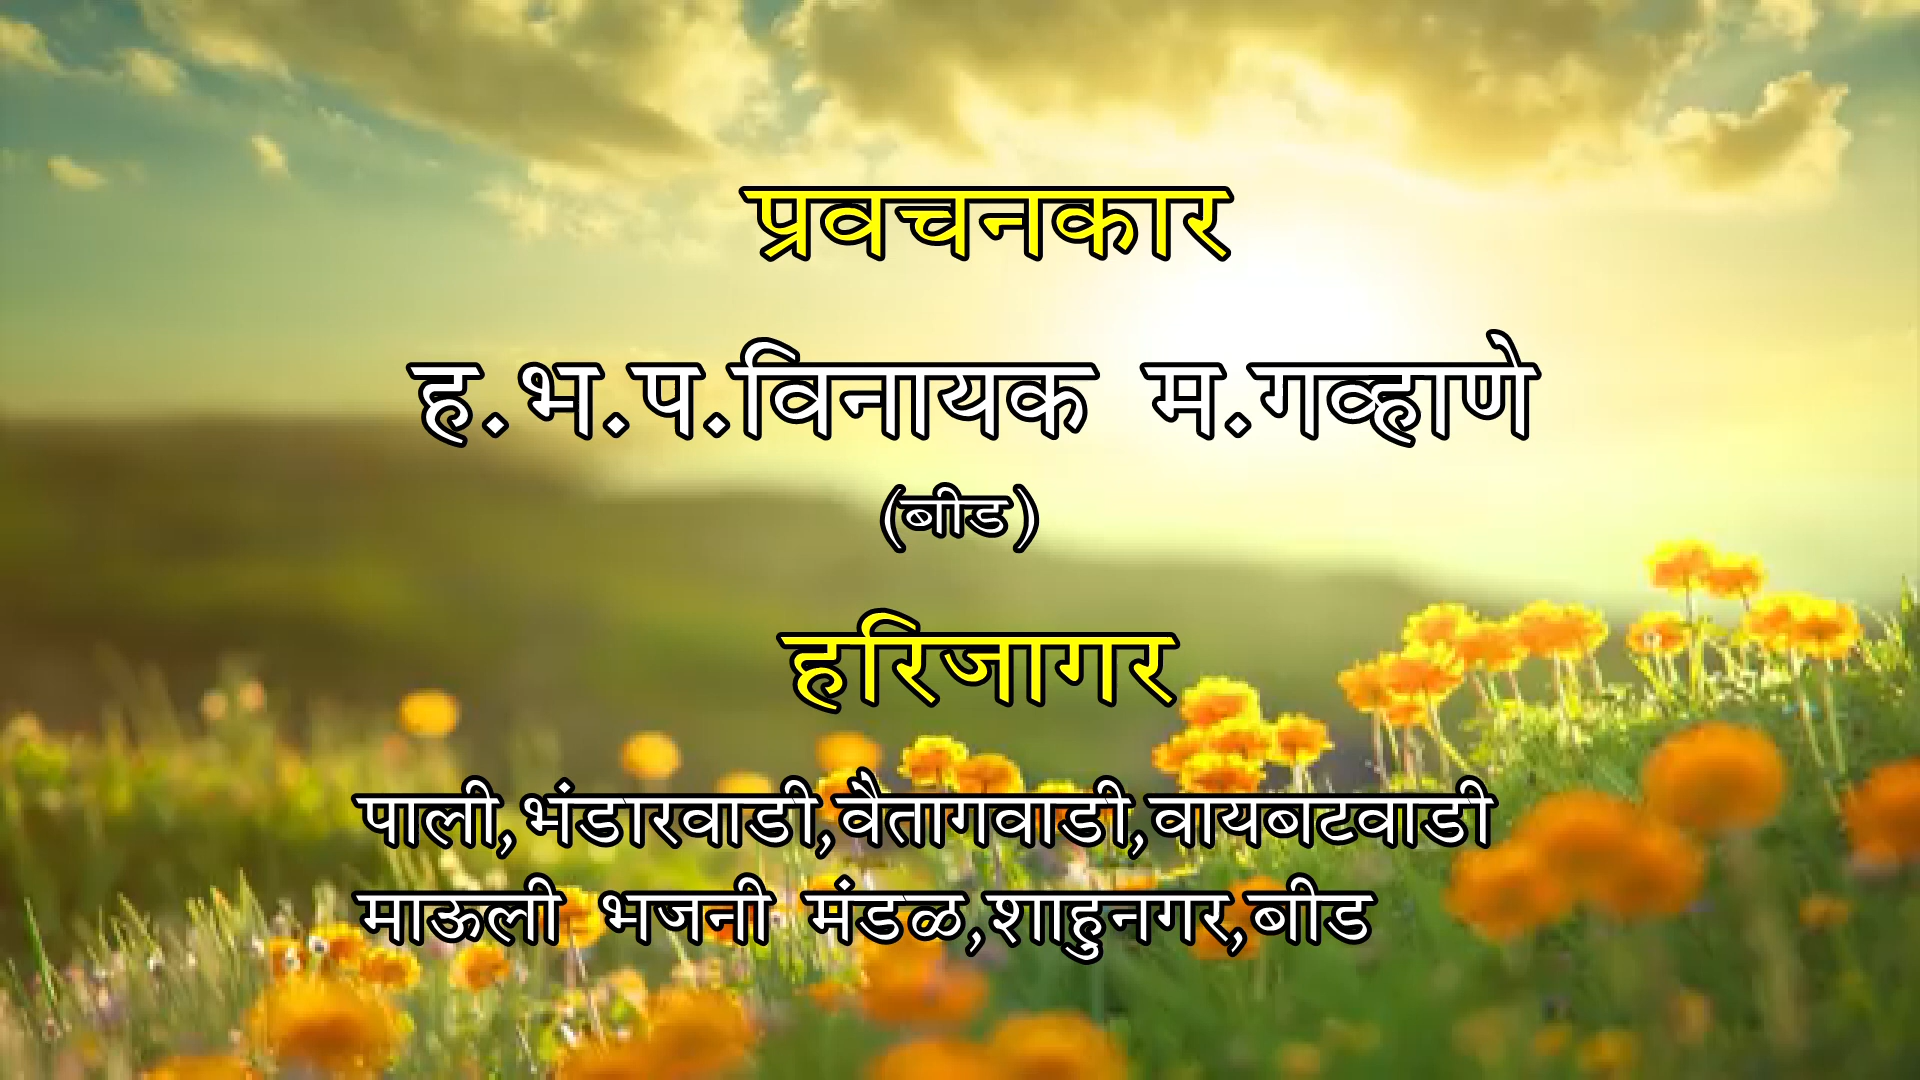 प्रवचनकार
ह.भ.प.विनायक म.गव्हाणे
(बीड)
हरिजागर
पाली,भंडारवाडी,वैतागवाडी,वायबटवाडी
माऊली भजनी मंडळ,शाहुनगर,बीड